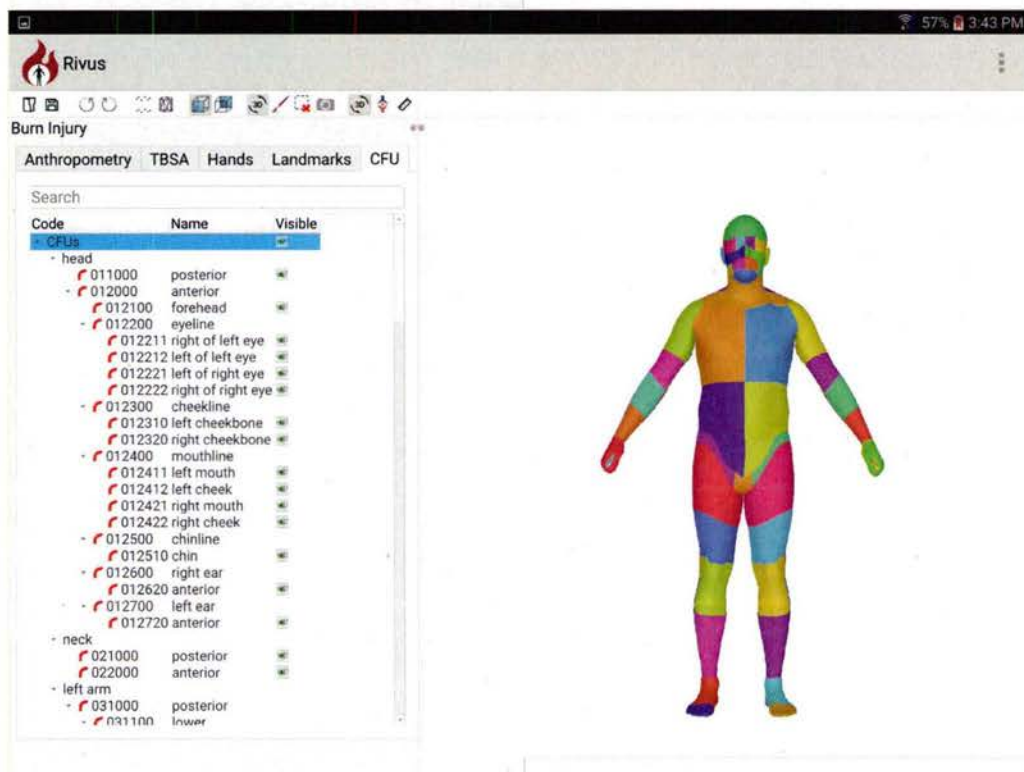 57% 3:43 PM
Rivus
3D 3D
Burn Injury
Anthropometry TBSA Hands Landmarks CFU
Search
Code Name Visible
- CFUs
- head
011000 posterior
- 012000 anterior
012100 forehead
- 012200 eyeline
012211 right of left eye
012212 left of left eye
012221 left of right eye
012222 right of right eye
- 012300 cheekline
012310 left cheekbone
012320 right cheekbone
- 012400 mouthline
012411 left mouth
012412 left cheek
012421 right mouth
012422 right cheek
- 012500 chinline
012510 chin
- 012600 right ear
012620 anterior
- 012700 left ear
012720 anterior
- neck
021000 posterior
022000 anterior
- left arm
- 031000 posterior
- 031100 lower